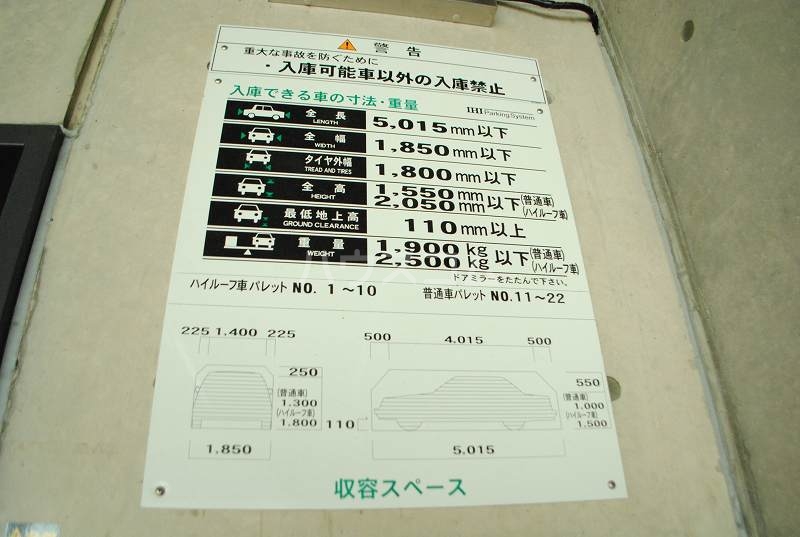 警告
重大な事故を防ぐために
・入庫可能車以外の入庫禁止
入庫できる車の寸法・重量
IHI Parking System
全長 LENGTH 5,015mm以下
全幅 WIDTH 1,850mm以下
タイヤ外幅 TREAD AND TIRES 1,800mm以下
全高 HEIGHT 1,550mm 2,050mm以下 (普通車) (ハイルーフ車)
最低地上高 GROUND CLEARANCE 110mm以上
重量 WEIGHT 1,900kg 2,500kg以下 (普通車) (ハイルーフ車)
ドアミラーをたたんで下さい。
ハイルーフ車パレット NO. 1～10 普通車パレット NO.11～22
225 1.400 225
500 4.015 500
250
(普通車)
1.300
(ハイルーフ車)
1.800
110
550
(普通車)
1.000
(ハイルーフ車)
1.500
1.850
5.015
収容スペース